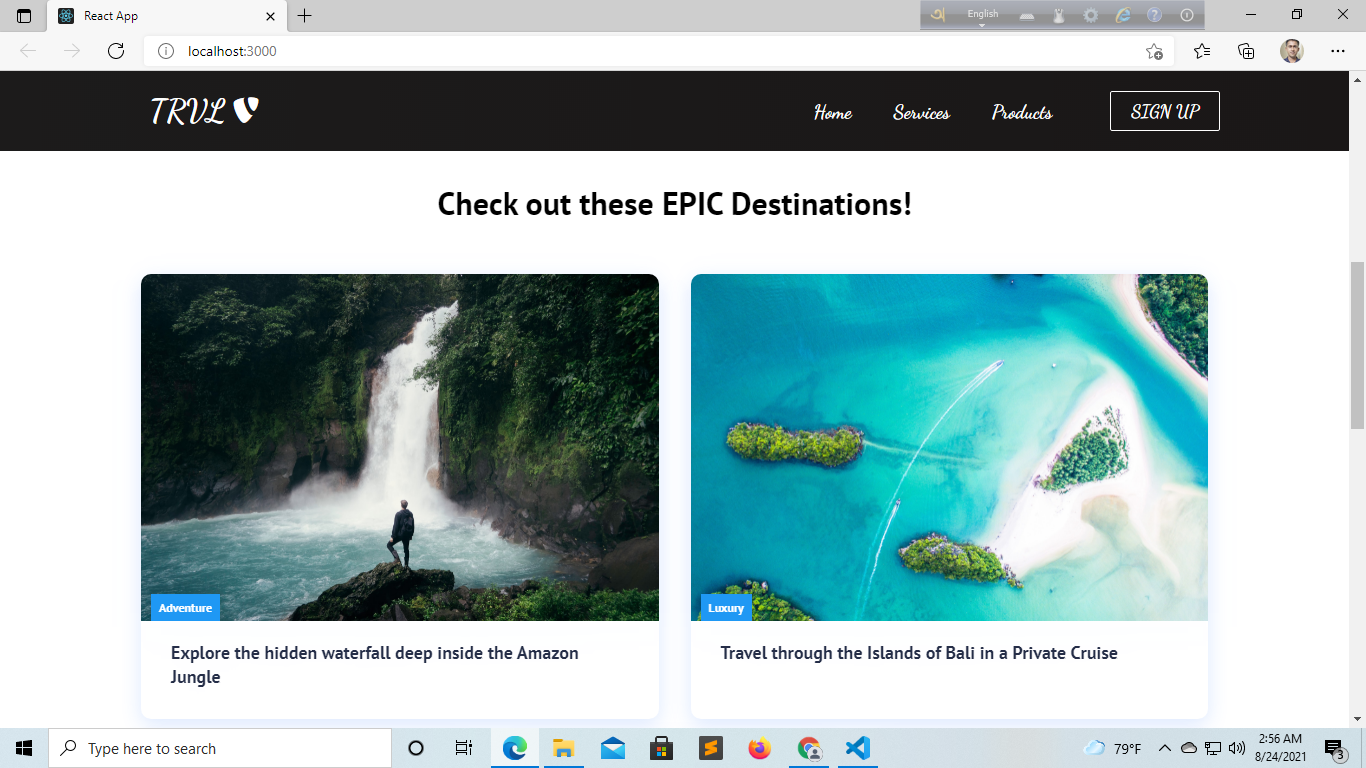 React App
অ
English
localhost:3000
TRVL
Home
Services
Products
SIGN UP
Check out these EPIC Destinations!
Adventure
Luxury
Explore the hidden waterfall deep inside the Amazon
Jungle
Travel through the Islands of Bali in a Private Cruise
Type here to search
79°F
2:56 AM
8/24/2021
3